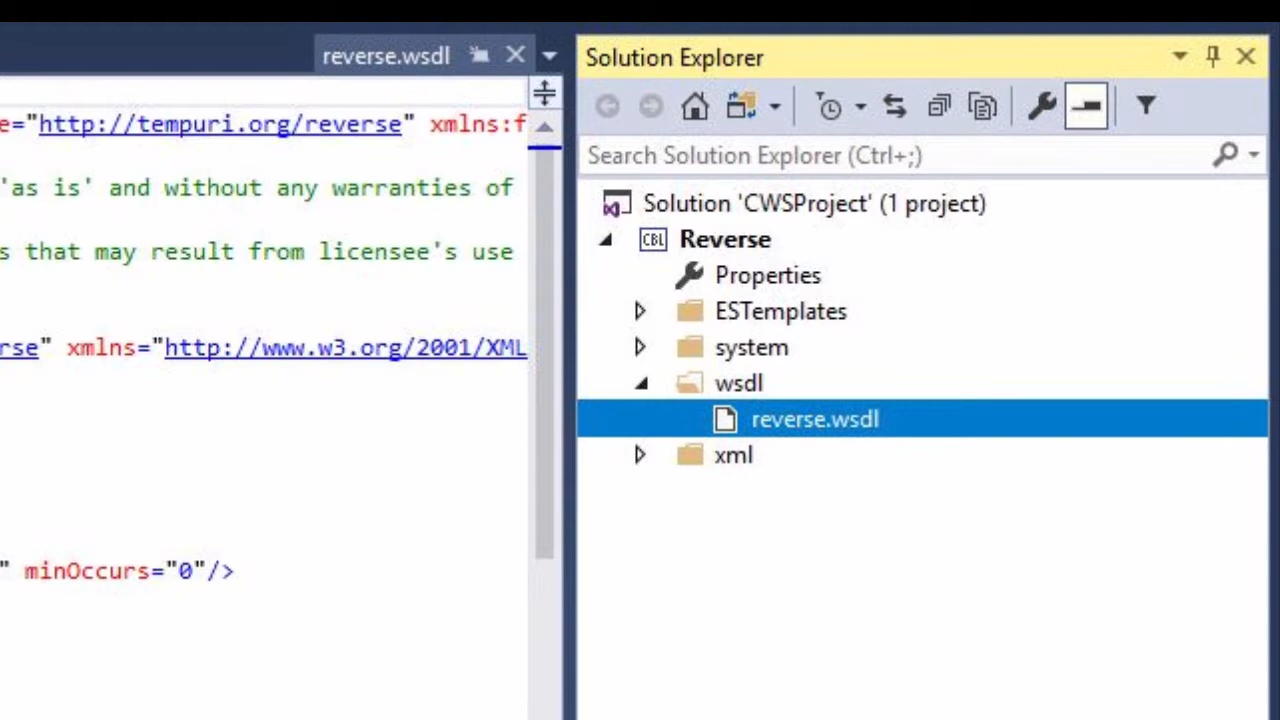 reverse.wsdl
e="http://tempuri.org/reverse" xmlns:f
'as is' and without any warranties of
s that may result from licensee's use
rse" xmlns="http://www.w3.org/2001/XML
" minOccurs="0"/>
Solution Explorer
Search Solution Explorer (Ctrl+;)
Solution 'CWSProject' (1 project)
CBL Reverse
Properties
ESTemplates
system
wsdl
reverse.wsdl
xml